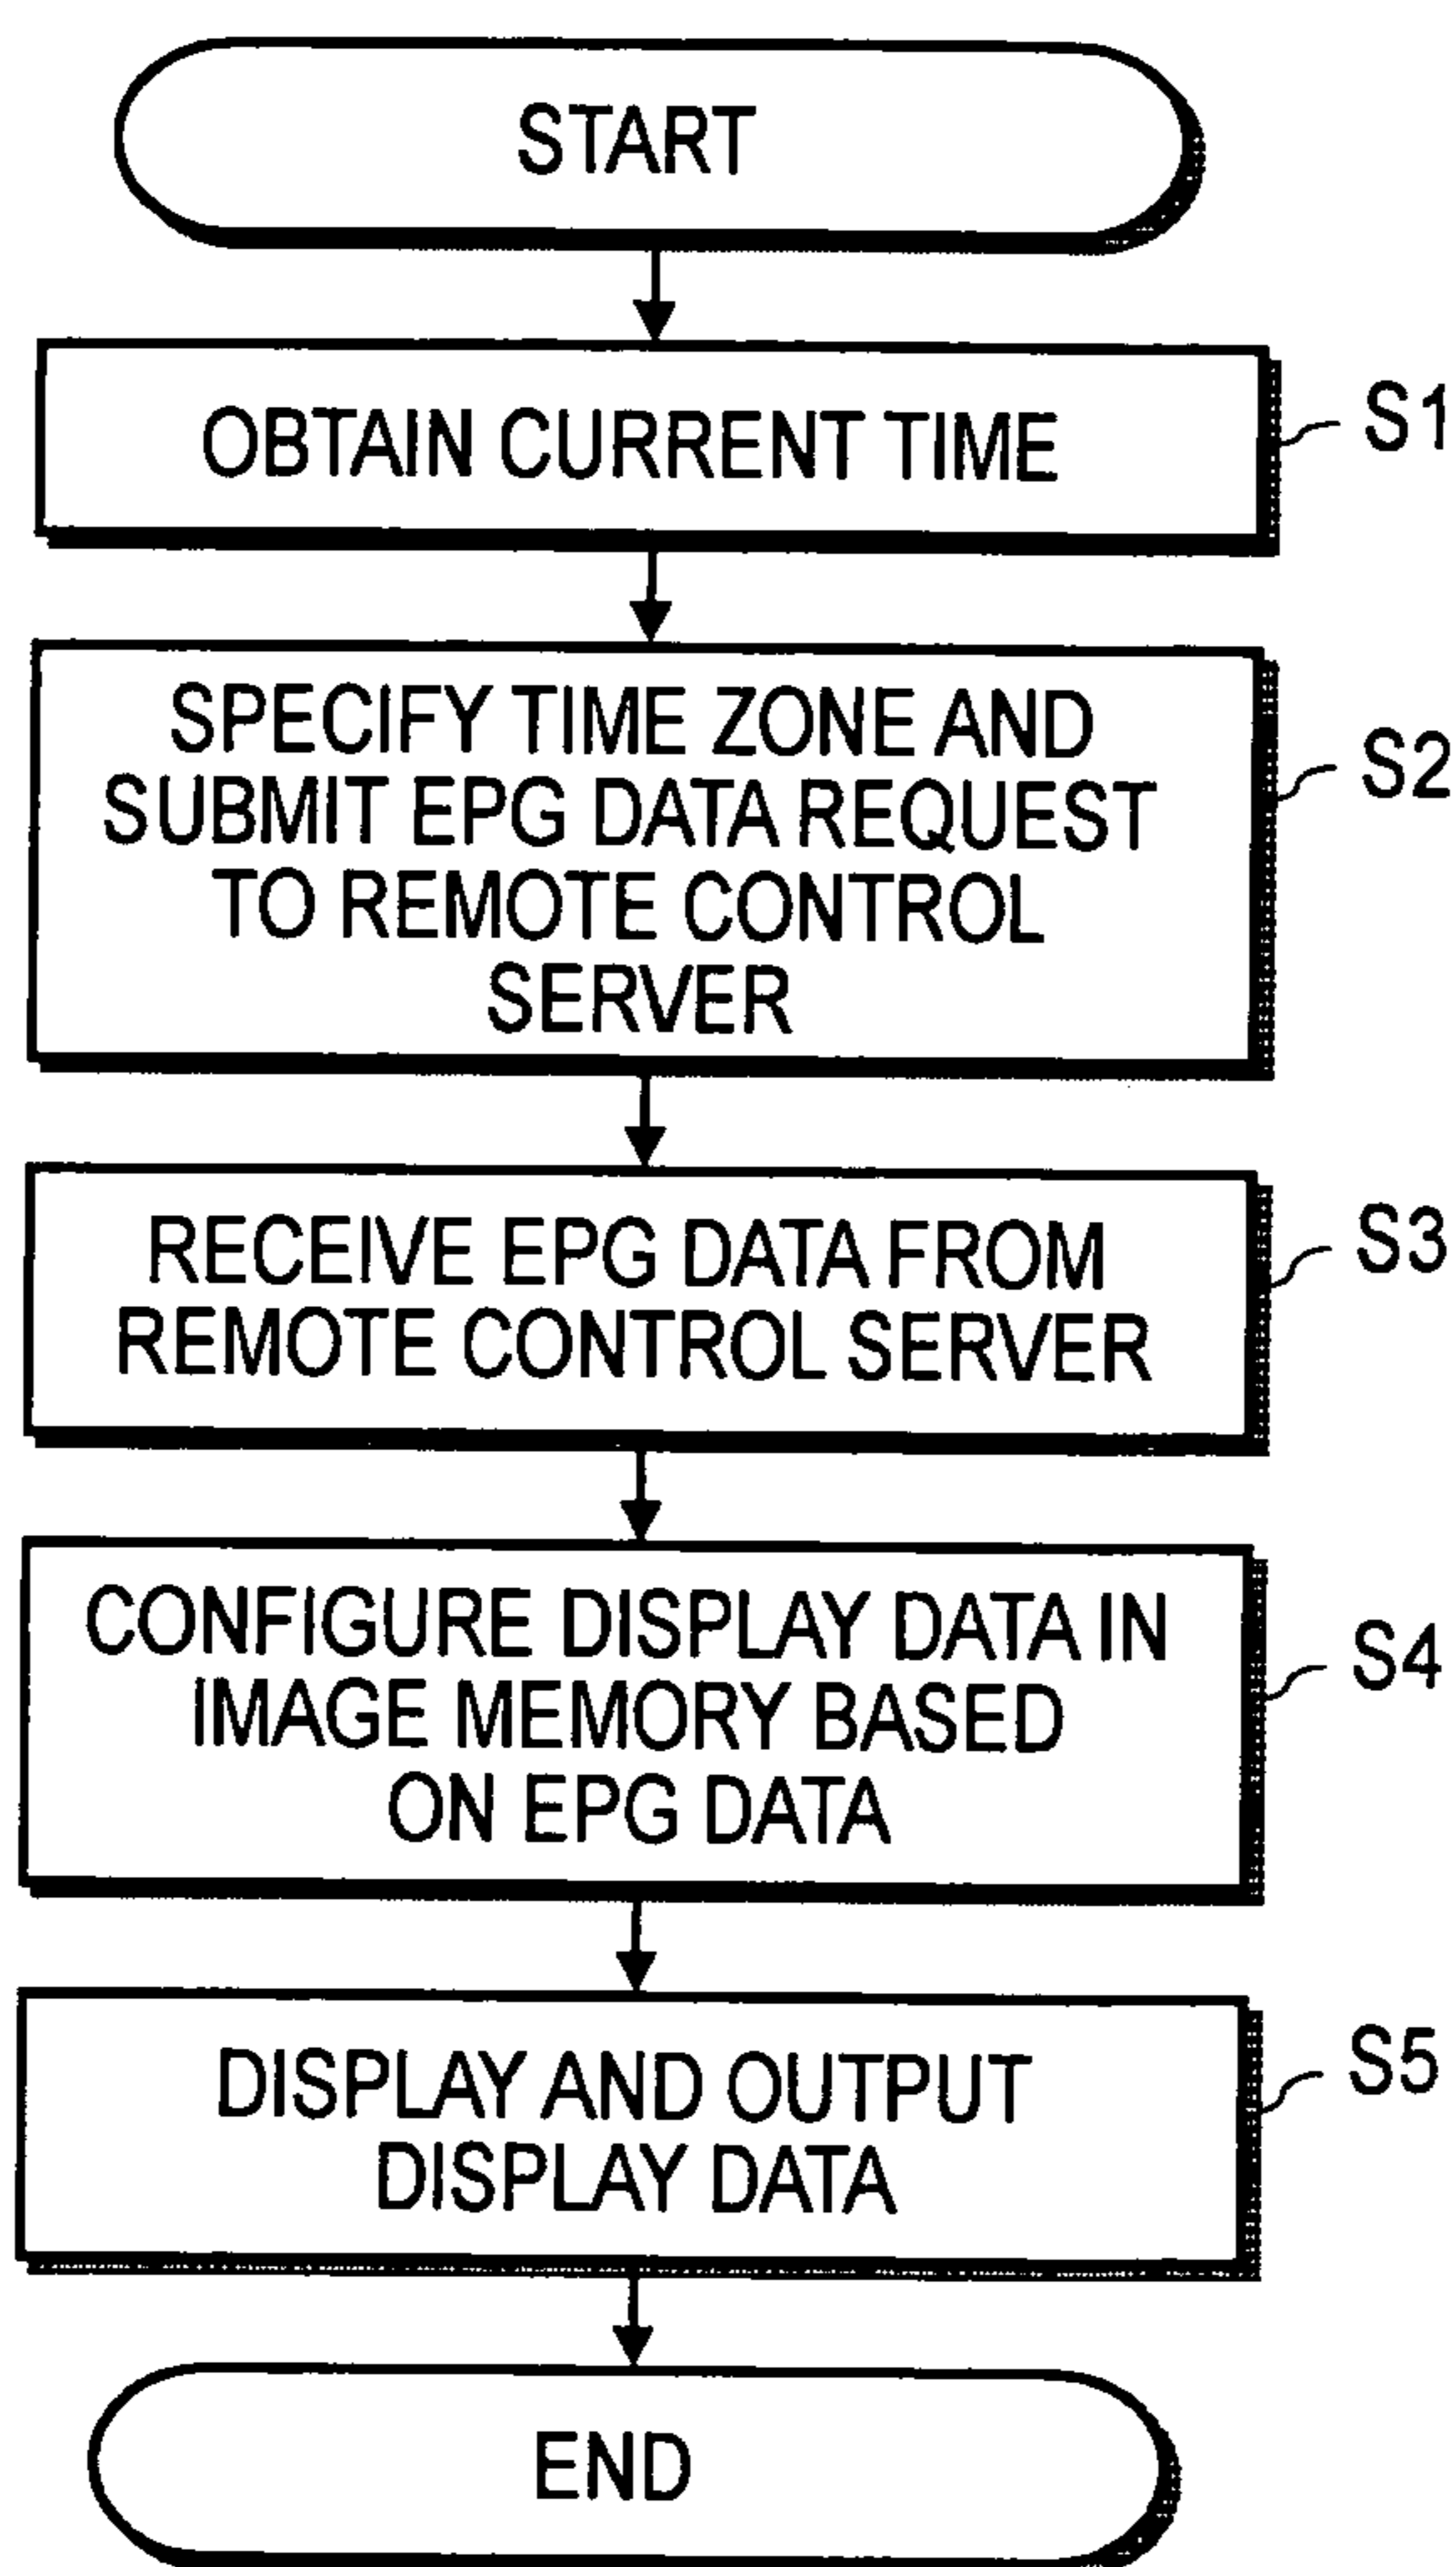 START
OBTAIN CURRENT TIME
S1
SPECIFY TIME ZONE AND
SUBMIT EPG DATA REQUEST
TO REMOTE CONTROL
SERVER
S2
RECEIVE EPG DATA FROM
REMOTE CONTROL SERVER
S3
CONFIGURE DISPLAY DATA IN
IMAGE MEMORY BASED
ON EPG DATA
S4
DISPLAY AND OUTPUT
DISPLAY DATA
S5
END